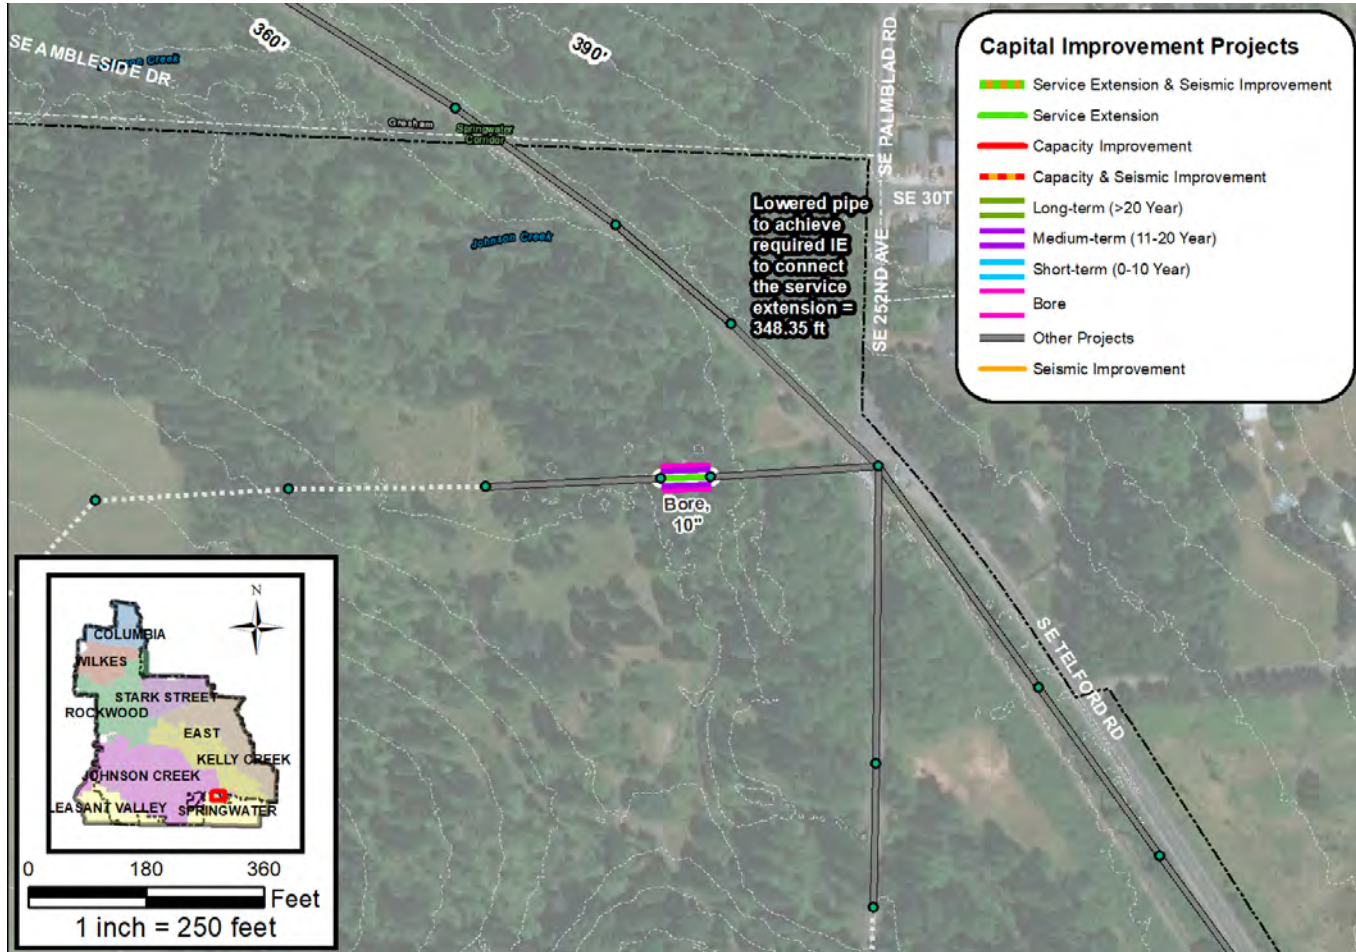 SE AMBLESIDE DR.
Johnson Creek
360'
390'
Gresham
Springwater
Corridor
Johnson Creek
SE PALMBLAD RD
SE 252ND AVE
SE 30T
Lowered pipe
to achieve
required IE
to connect
the service
extension =
348.35 ft
Bore,
10"
SE TELFORD RD
Capital Improvement Projects
Service Extension & Seismic Improvement
Service Extension
Capacity Improvement
Capacity & Seismic Improvement
Long-term (>20 Year)
Medium-term (11-20 Year)
Short-term (0-10 Year)
Bore
Other Projects
Seismic Improvement
N
COLUMBIA
WILKES
STARK STREET
ROCKWOOD
EAST
KELLY CREEK
JOHNSON CREEK
LEASANT VALLEY
SPRINGWATER
0 180 360
Feet
1 inch = 250 feet